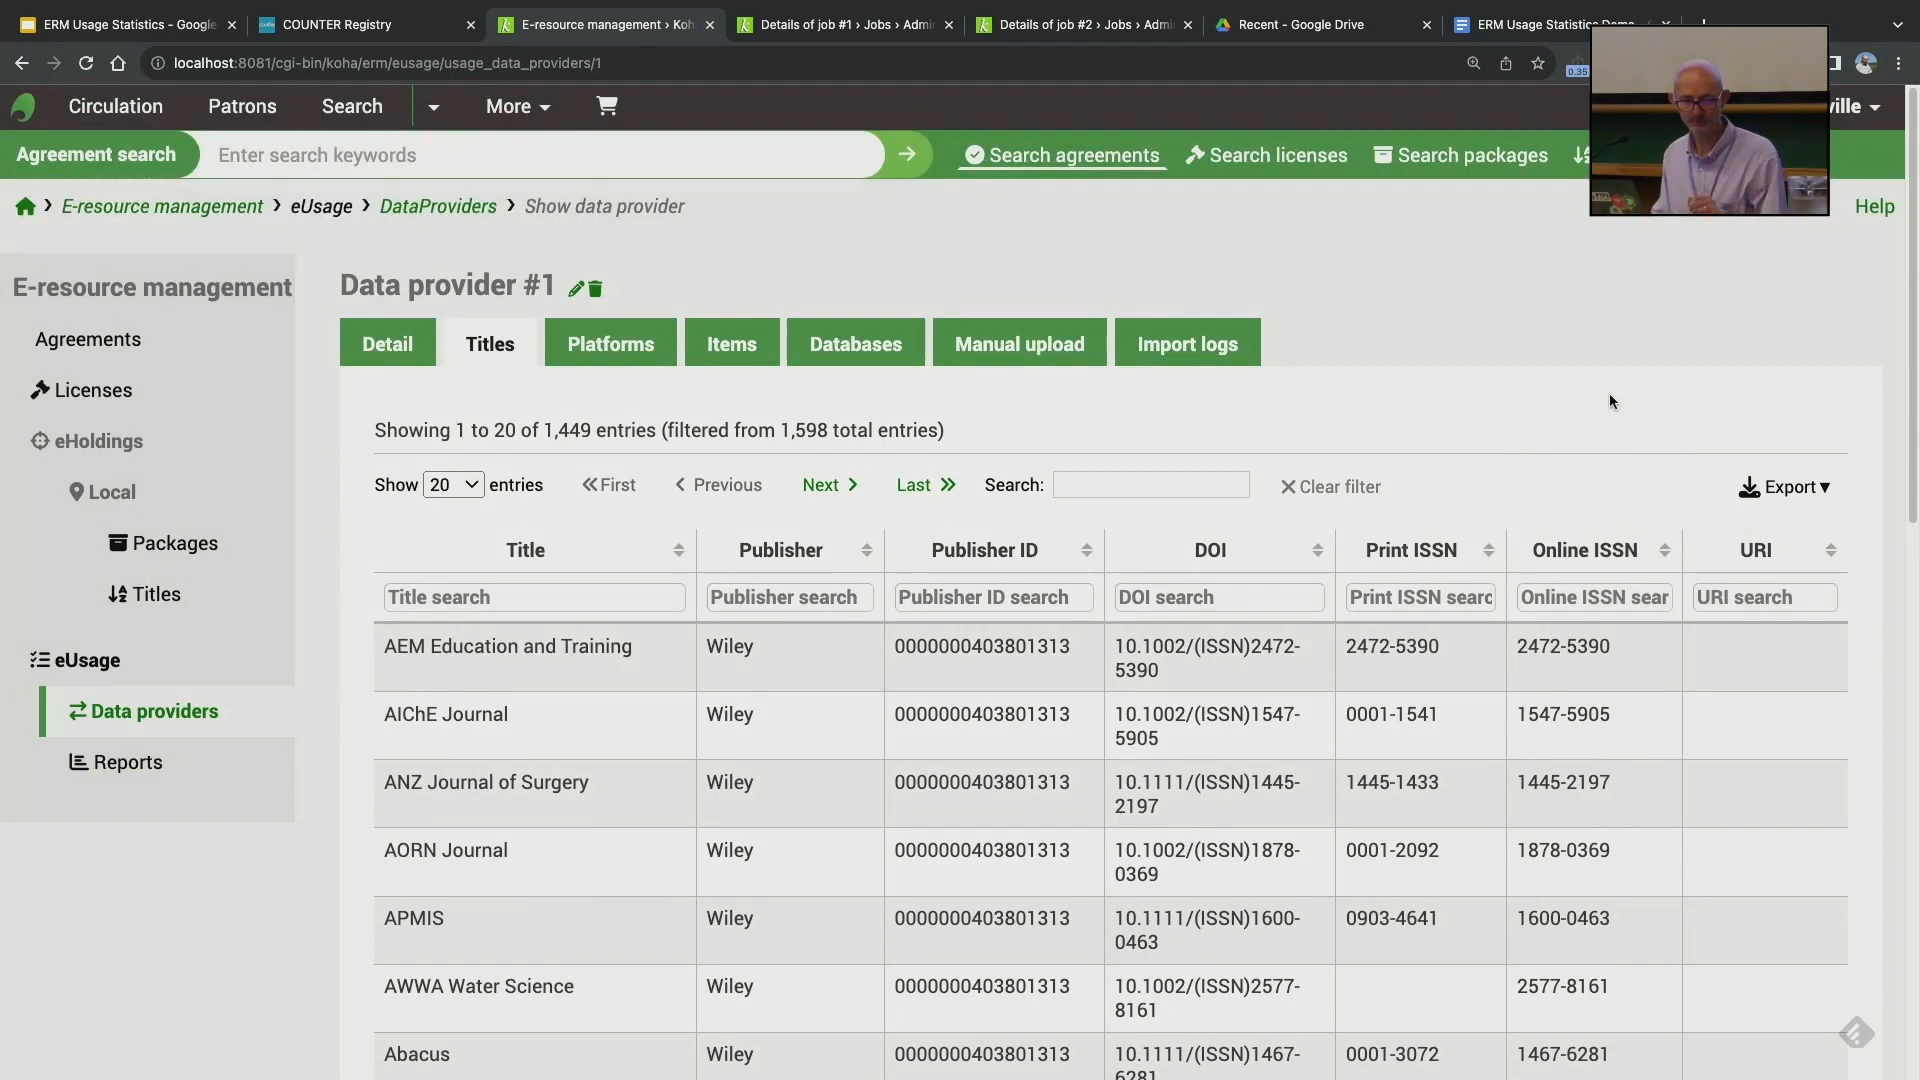 ERM Usage Statistics - Google
COUNTER Registry
E-resource management › Koh
Details of job #1 › Jobs › Admi
Details of job #2 › Jobs › Admi
Recent - Google Drive
ERM Usage Statistics Demo
localhost:8081/cgi-bin/koha/erm/eusage/usage_data_providers/1
0.35
Circulation Patrons Search More ville
Agreement search Enter search keywords Search agreements Search licenses Search packages
E-resource management › eUsage › DataProviders › Show data provider Help
E-resource management
Agreements
Licenses
eHoldings
Local
Packages
Titles
eUsage
Data providers
Reports
Data provider #1
Detail Titles Platforms Items Databases Manual upload Import logs
Showing 1 to 20 of 1,449 entries (filtered from 1,598 total entries)
Show 20 entries First Previous Next Last Search: Clear filter Export
Title Publisher Publisher ID DOI Print ISSN Online ISSN URI
Title search Publisher search Publisher ID search DOI search Print ISSN searc Online ISSN sear URI search
AEM Education and Training Wiley 0000000403801313 10.1002/(ISSN)2472- 2472-5390 2472-5390
5390
AIChE Journal Wiley 0000000403801313 10.1002/(ISSN)1547- 0001-1541 1547-5905
5905
ANZ Journal of Surgery Wiley 0000000403801313 10.1111/(ISSN)1445- 1445-1433 1445-2197
2197
AORN Journal Wiley 0000000403801313 10.1002/(ISSN)1878- 0001-2092 1878-0369
0369
APMIS Wiley 0000000403801313 10.1111/(ISSN)1600- 0903-4641 1600-0463
0463
AWWA Water Science Wiley 0000000403801313 10.1002/(ISSN)2577- 2577-8161
8161
Abacus Wiley 0000000403801313 10.1111/(ISSN)1467- 0001-3072 1467-6281
6281